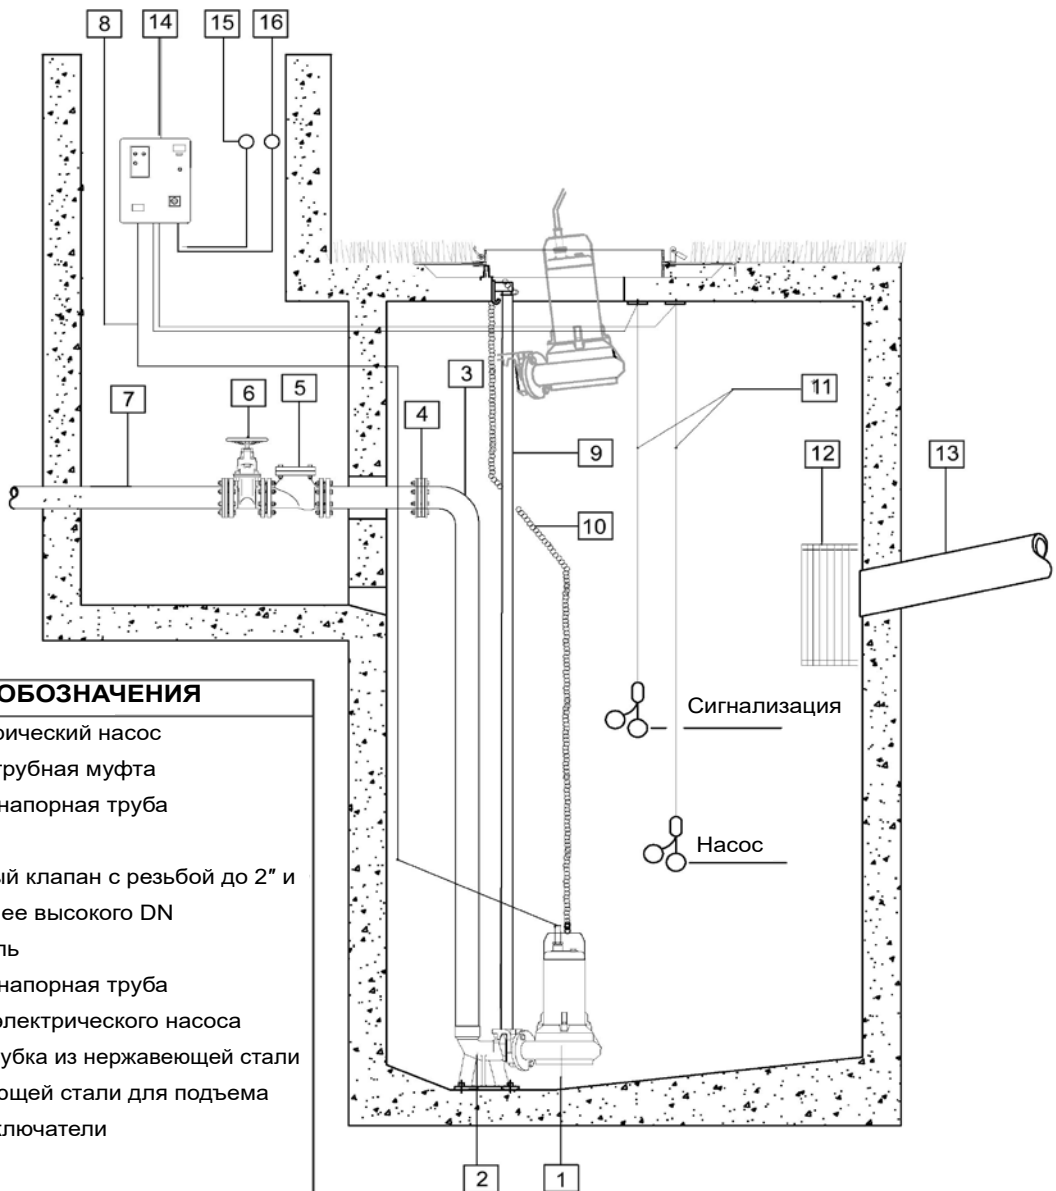 8 14 15 16
3
7 6 5 4 11
9 12 13
10
ОБОЗНАЧЕНИЯ
рический насос
трубная муфта
напорная труба
ый клапан с резьбой до 2" и
ее высокого DN
ль
напорная труба
электрического насоса
убка из нержавеющей стали
ющей стали для подъема
ключатели
Сигнализация
Насос
2 1